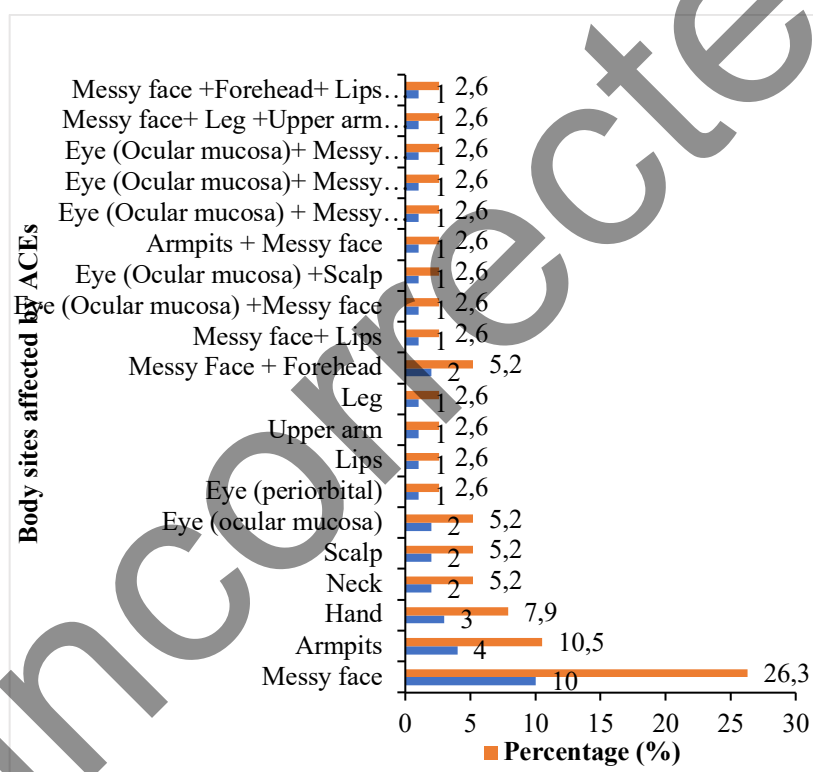 Body sites affected by ACEs
Messy face +Forehead+ Lips… 1 2,6
Messy face+ Leg +Upper arm… 1 2,6
Eye (Ocular mucosa)+ Messy… 1 2,6
Eye (Ocular mucosa)+ Messy… 1 2,6
Eye (Ocular mucosa) + Messy… 1 2,6
Armpits + Messy face 1 2,6
Eye (Ocular mucosa) +Scalp 1 2,6
Eye (Ocular mucosa) +Messy face 1 2,6
Messy face+ Lips 1 2,6
Messy Face + Forehead 2 5,2
Leg 1 2,6
Upper arm 1 2,6
Lips 1 2,6
Eye (periorbital) 1 2,6
Eye (ocular mucosa) 2 5,2
Scalp 2 5,2
Neck 2 5,2
Hand 3 7,9
Armpits 4 10,5
Messy face 10 26,3
0 5 10 15 20 25 30
Percentage (%)
uncorrecte